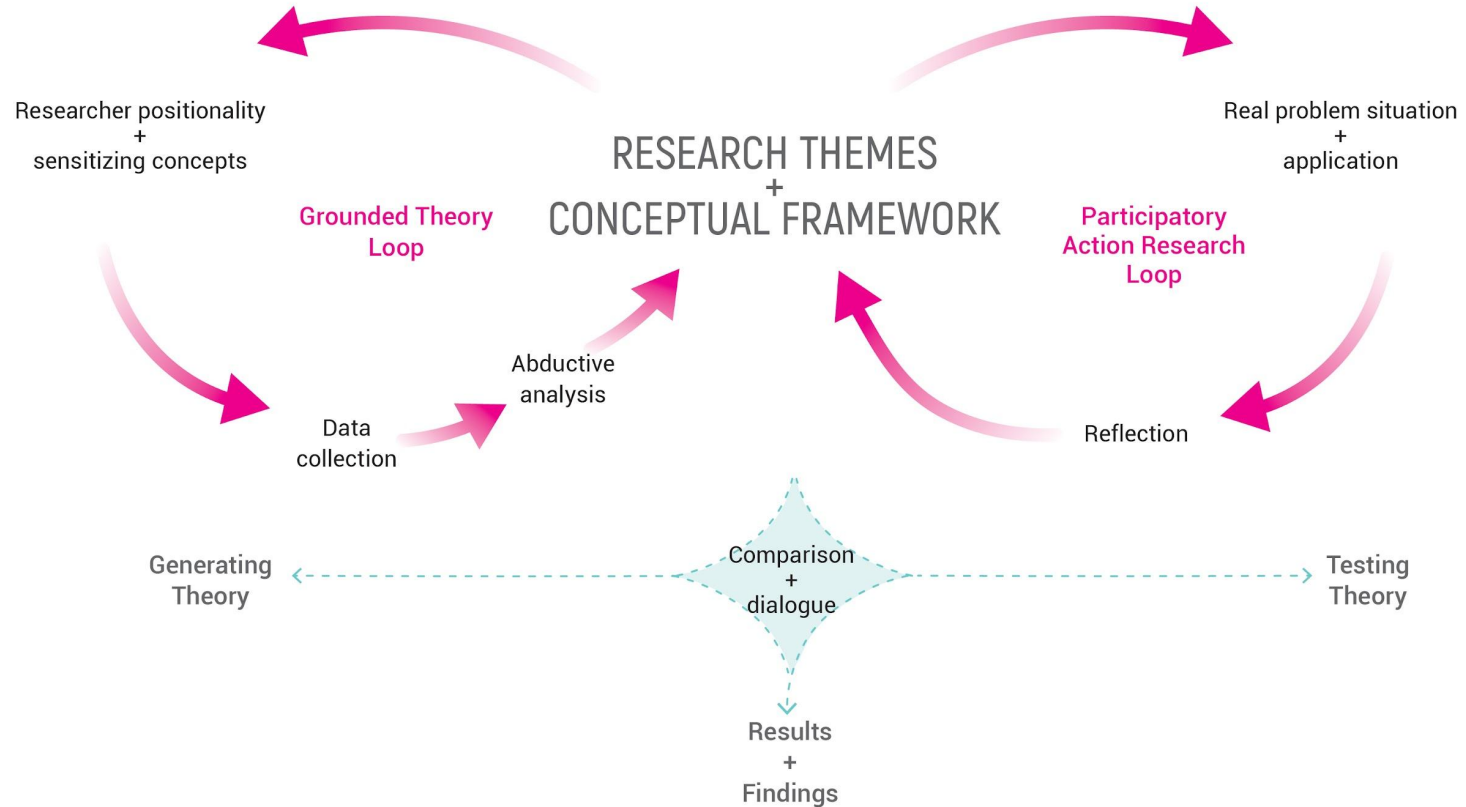 Researcher positionality
+
sensitizing concepts
Grounded Theory
Loop
Data
collection
Abductive
analysis
RESEARCH THEMES
+
CONCEPTUAL FRAMEWORK
Real problem situation
+
application
Participatory
Action Research
Loop
Reflection
Generating
Theory
Comparison
+
dialogue
Testing
Theory
Results
+
Findings